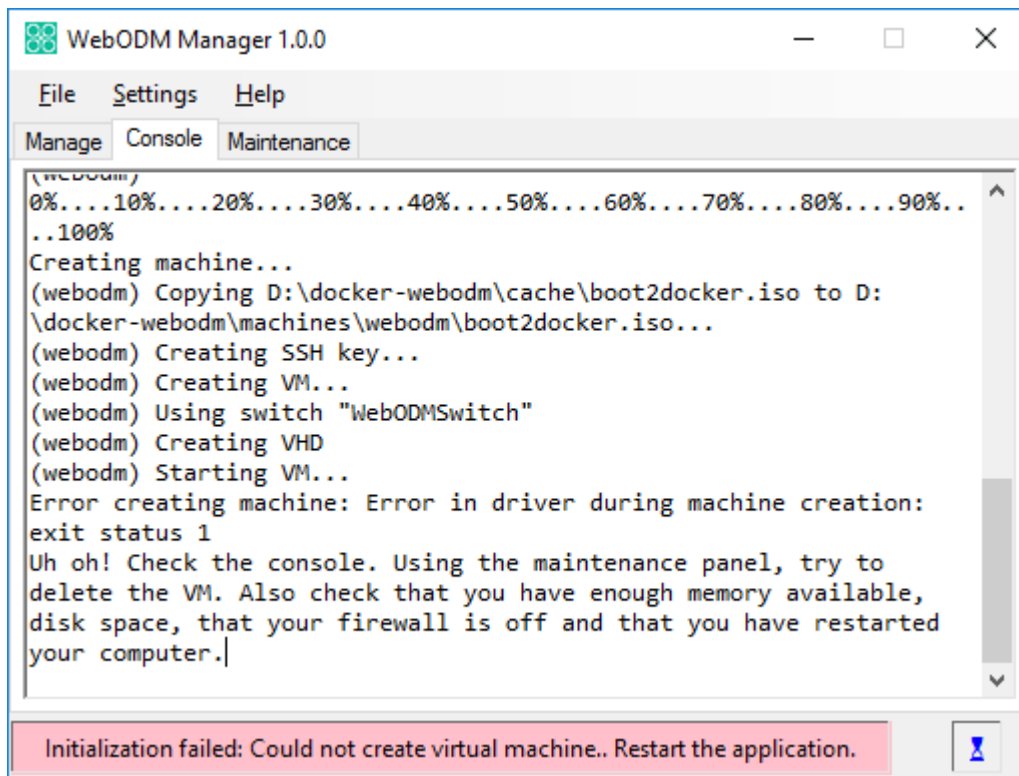 WebODM Manager 1.0.0
File Settings Help
Manage Console Maintenance
(webodm)
0%....10%....20%....30%....40%....50%....60%....70%....80%....90%..
..100%
Creating machine...
(webodm) Copying D:\docker-webodm\cache\boot2docker.iso to D:
\docker-webodm\machines\webodm\boot2docker.iso...
(webodm) Creating SSH key...
(webodm) Creating VM...
(webodm) Using switch "WebODMSwitch"
(webodm) Creating VHD
(webodm) Starting VM...
Error creating machine: Error in driver during machine creation:
exit status 1
Uh oh! Check the console. Using the maintenance panel, try to
delete the VM. Also check that you have enough memory available,
disk space, that your firewall is off and that you have restarted
your computer.
Initialization failed: Could not create virtual machine.. Restart the application.